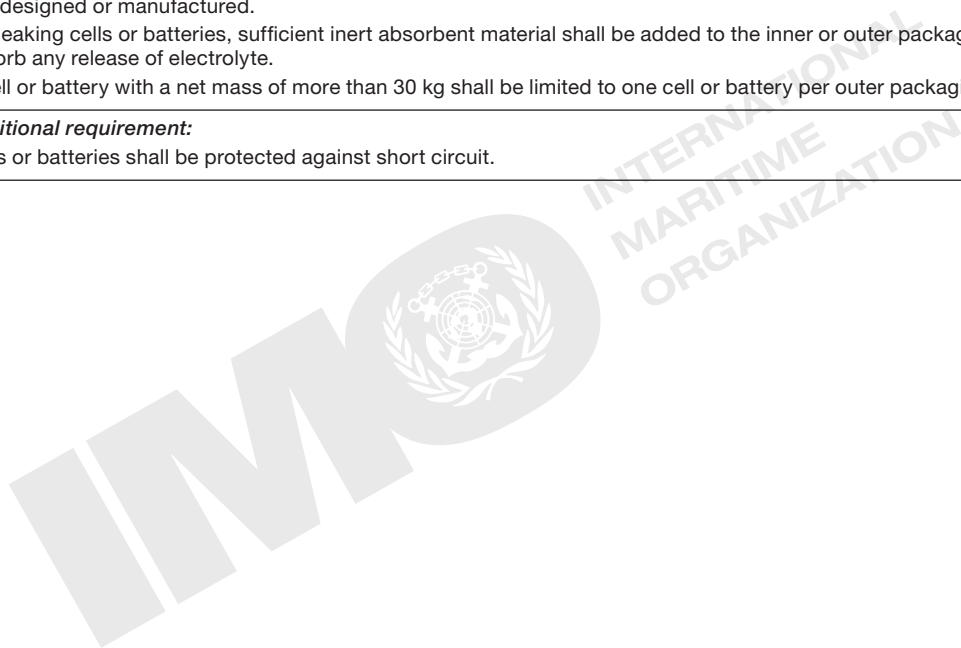 designed or manufactured.
eaking cells or batteries, sufficient inert absorbent material shall be added to the inner or outer packag
orb any release of electrolyte.
ll or battery with a net mass of more than 30 kg shall be limited to one cell or battery per outer packagi
itional requirement:
s or batteries shall be protected against short circuit.
INTERNATIONAL
MARITIME
ORGANIZATION
IMO